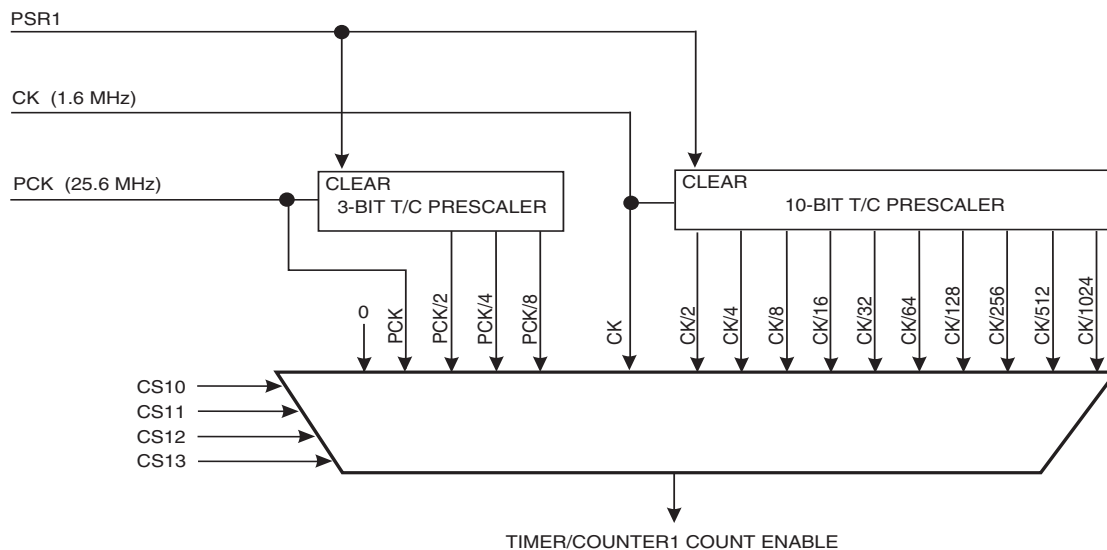 PSR1
CK (1.6 MHz)
PCK (25.6 MHz)
CLEAR
3-BIT T/C PRESCALER
CLEAR
10-BIT T/C PRESCALER
0
PCK
PCK/2
PCK/4
PCK/8
CK
CK/2
CK/4
CK/8
CK/16
CK/32
CK/64
CK/128
CK/256
CK/512
CK/1024
CS10
CS11
CS12
CS13
TIMER/COUNTER1 COUNT ENABLE